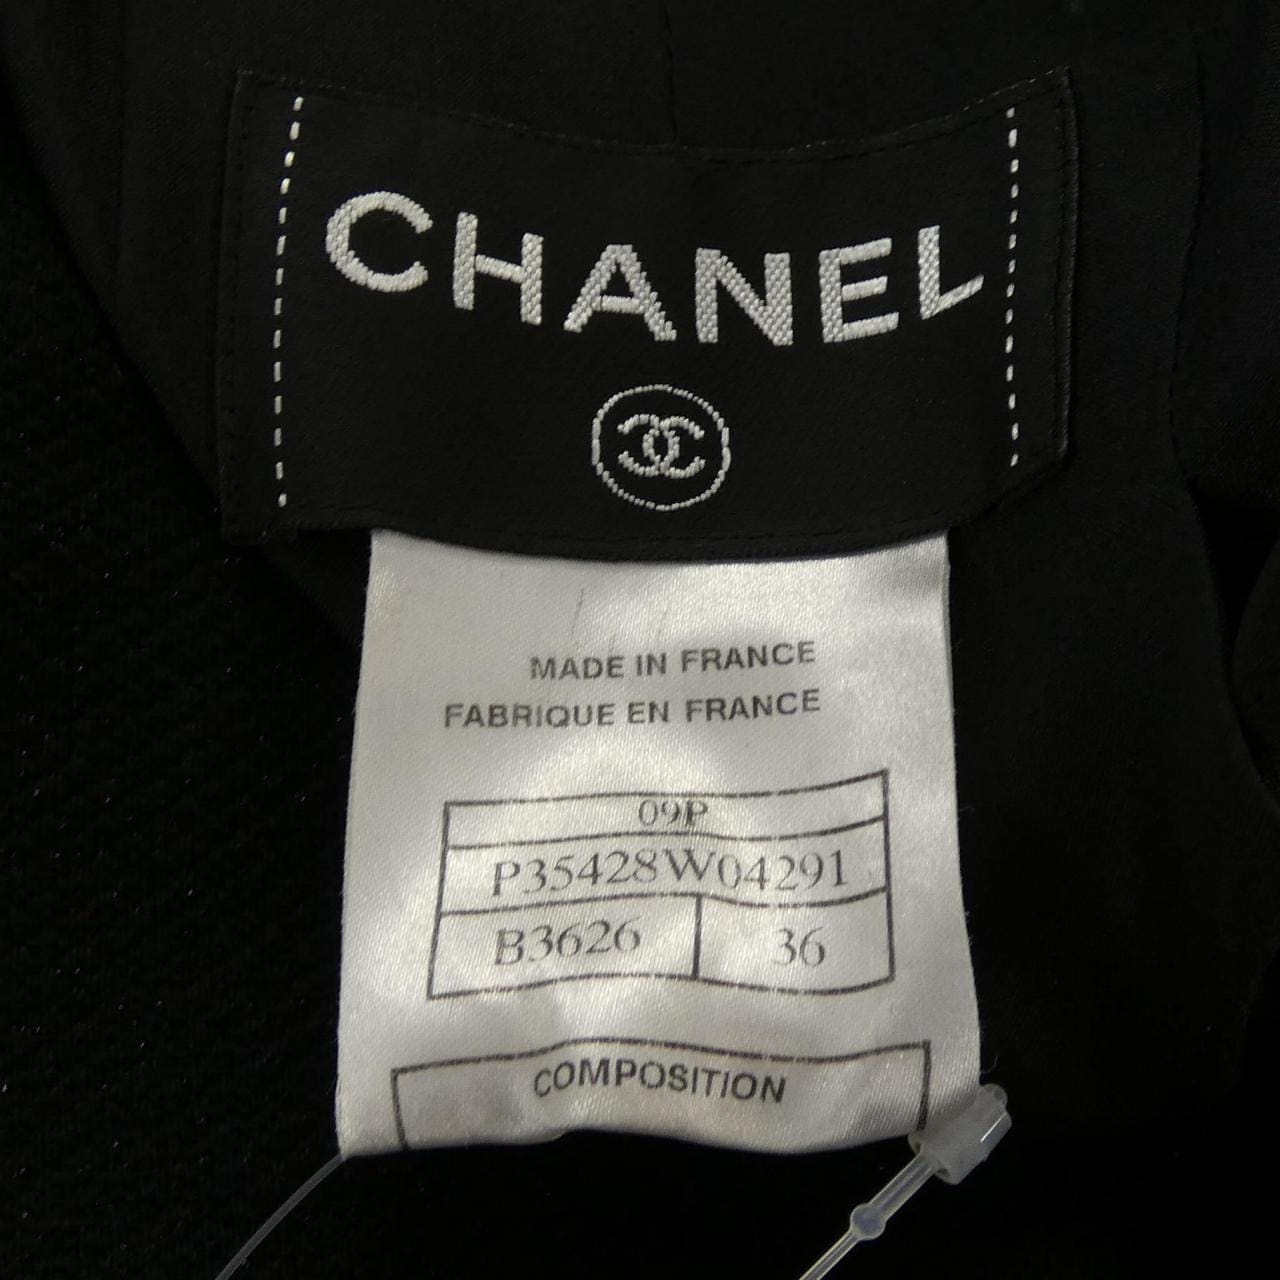 CHANEL
MADE IN FRANCE
FABRIQUE EN FRANCE
09P
P35428W04291
B3626 36
COMPOSITION